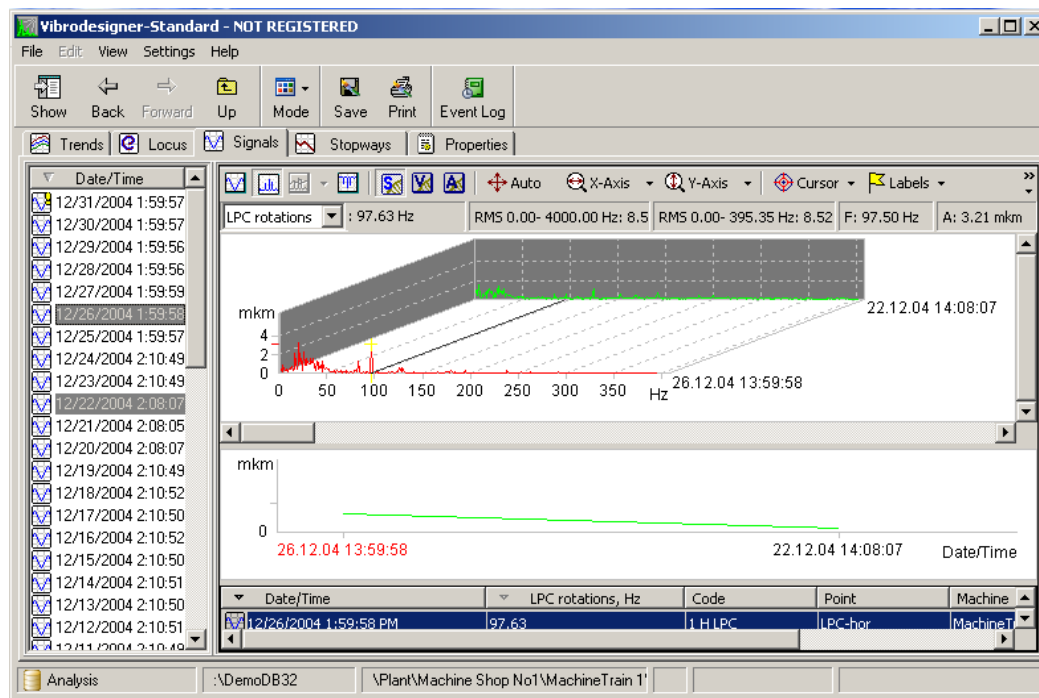 Vibrodesigner-Standard - NOT REGISTERED
File Edit View Settings Help
Show Back Forward Up Mode Save Print Event Log
Trends Locus Signals Stopways Properties
Date/Time
12/31/2004 1:59:57
12/30/2004 1:59:57
12/29/2004 1:59:56
12/28/2004 1:59:56
12/27/2004 1:59:59
12/26/2004 1:59:58
12/25/2004 1:59:57
12/24/2004 2:10:49
12/23/2004 2:10:49
12/22/2004 2:08:07
12/21/2004 2:08:05
12/20/2004 2:08:07
12/19/2004 2:10:49
12/18/2004 2:10:52
12/17/2004 2:10:50
12/16/2004 2:10:52
12/15/2004 2:10:50
12/14/2004 2:10:51
12/13/2004 2:10:50
12/12/2004 2:10:51
12/11/2004 2:10:49
S V A Auto X-Axis Y-Axis Cursor Labels »
LPC rotations : 97.63 Hz RMS 0.00- 4000.00 Hz: 8.5 RMS 0.00- 395.35 Hz: 8.52 F: 97.50 Hz A: 3.21 mkm
22.12.04 14:08:07
mkm
4
2
0
26.12.04 13:59:58
0 50 100 150 200 250 300 350 Hz
mkm
0
26.12.04 13:59:58 22.12.04 14:08:07 Date/Time
Date/Time LPC rotations, Hz Code Point Machine
12/26/2004 1:59:58 PM 97.63 1 H LPC LPC-hor MachineT
Analysis :\DemoDB32 \Plant\Machine Shop No1\MachineTrain 1'